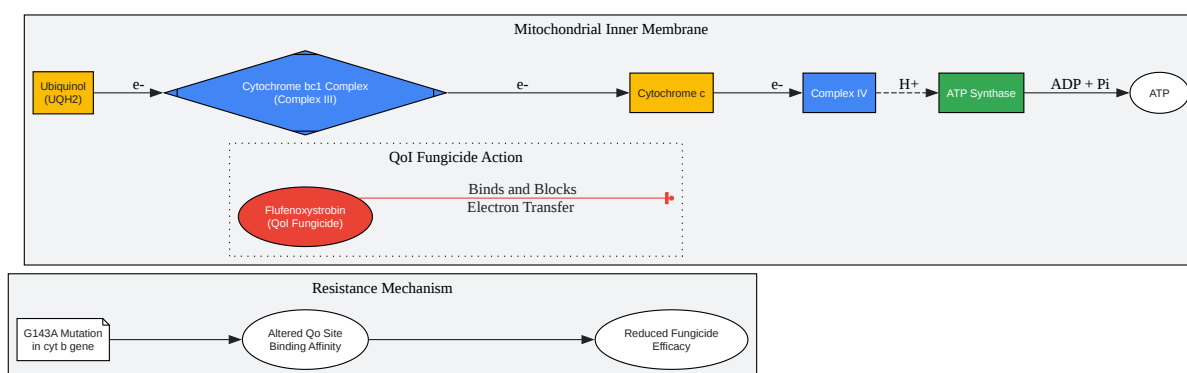 Mitochondrial Inner Membrane
Ubiquinol
(UQH2)
e-
Cytochrome bc1 Complex
(Complex III)
e-
Cytochrome c
e-
Complex IV
H+
ATP Synthase
ADP + Pi
ATP
QoI Fungicide Action
Flufenoxystrobin
(QoI Fungicide)
Binds and Blocks
Electron Transfer
Resistance Mechanism
G143A Mutation
in cyt b gene
Altered Qo Site
Binding Affinity
Reduced Fungicide
Efficacy